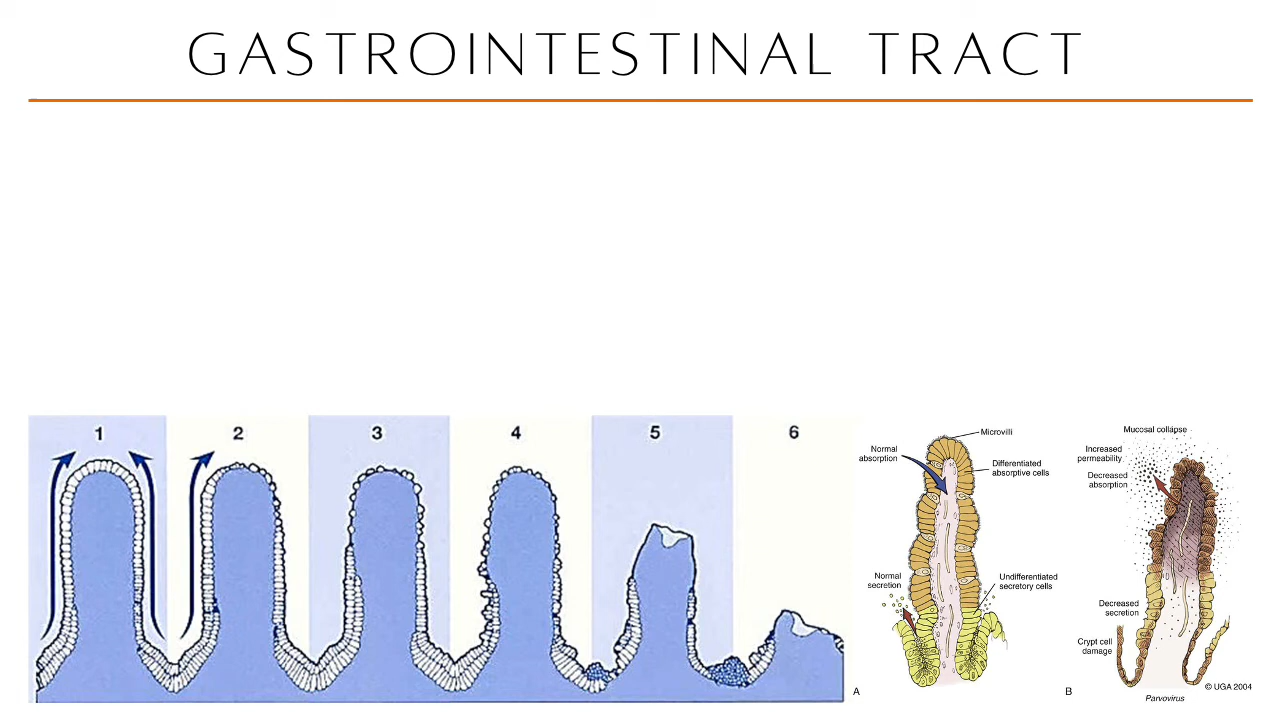 GASTROINTESTINAL TRACT
1 2 3 4 5 6
Microvilli
Normal
absorption
Differentiated
absorptive cells
Normal
secretion
Undifferentiated
secretory cells
A
Mucosal collapse
Increased
permeability
Decreased
absorption
Decreased
secretion
Crypt cell
damage
B
© UGA 2004
Parvovirus